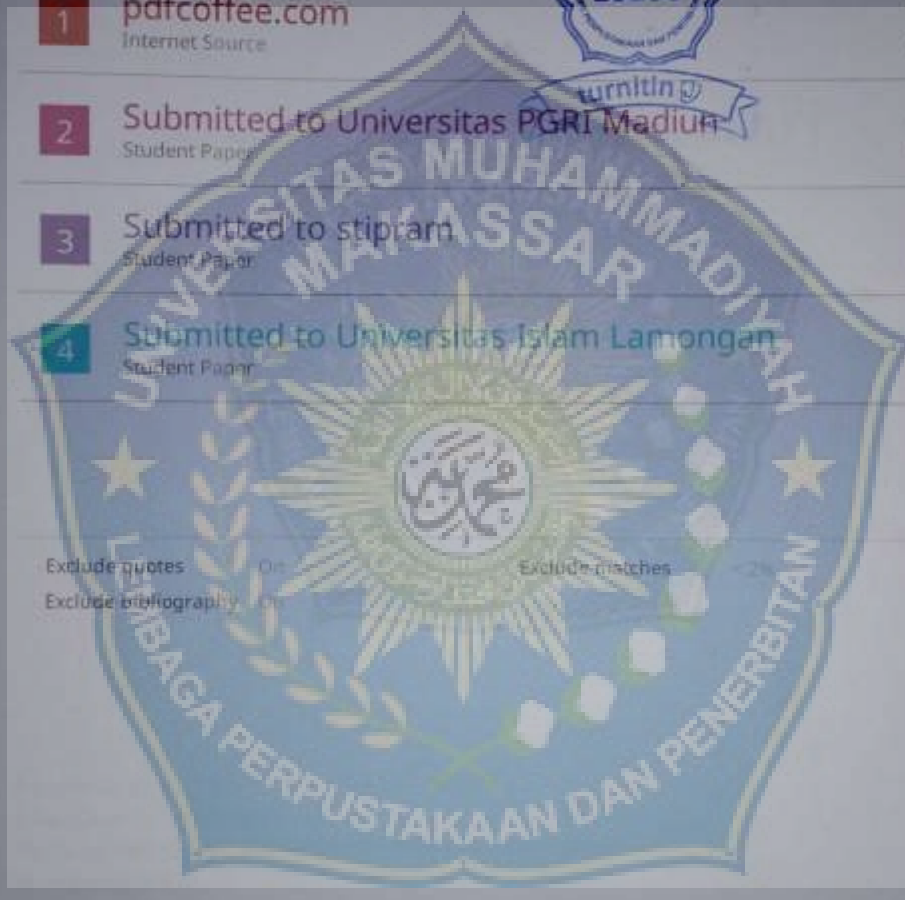 1 pdfcoffee.com
Internet Source
turnitin
2 Submitted to Universitas PGRI Madiun
Student Paper
3 Submitted to stipram
Student Paper
4 Submitted to Universitas Islam Lamongan
Student Paper
UNIVERSITAS MUHAMMADIYAH
MAKASSAR
محمد
Exclude quotes On
Exclude matches < 2%
Exclude bibliography On
LEMBAGA PERPUSTAKAAN DAN PENERBITAN